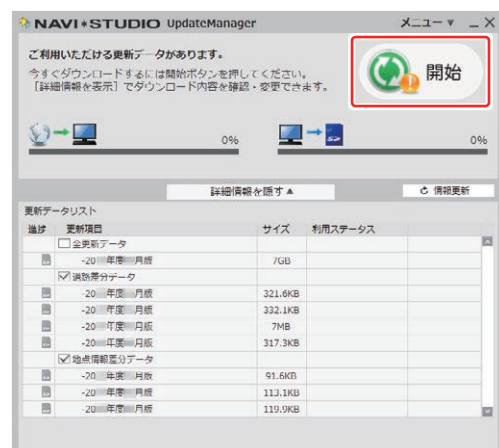 NAVI*STUDIO UpdateManager メニュー ▼ _ X
ご利用いただける更新データがあります。
今すぐダウンロードするには開始ボタンを押してください。
［詳細情報を表示］でダウンロード内容を確認・変更できます。
開始
0% 0%
詳細情報を隠す▲ 情報更新
更新データリスト
進捗 更新項目 サイズ 利用ステータス
全更新データ
-20 年度 月版 7GB
道路差分データ
-20 年度 月版 321.6KB
-20 年度 月版 332.1KB
-20 年度 月版 7MB
-20 年度 月版 317.3KB
地点情報差分データ
-20 年度 月版 91.6KB
-20 年度 月版 113.1KB
-20 年度 月版 119.9KB